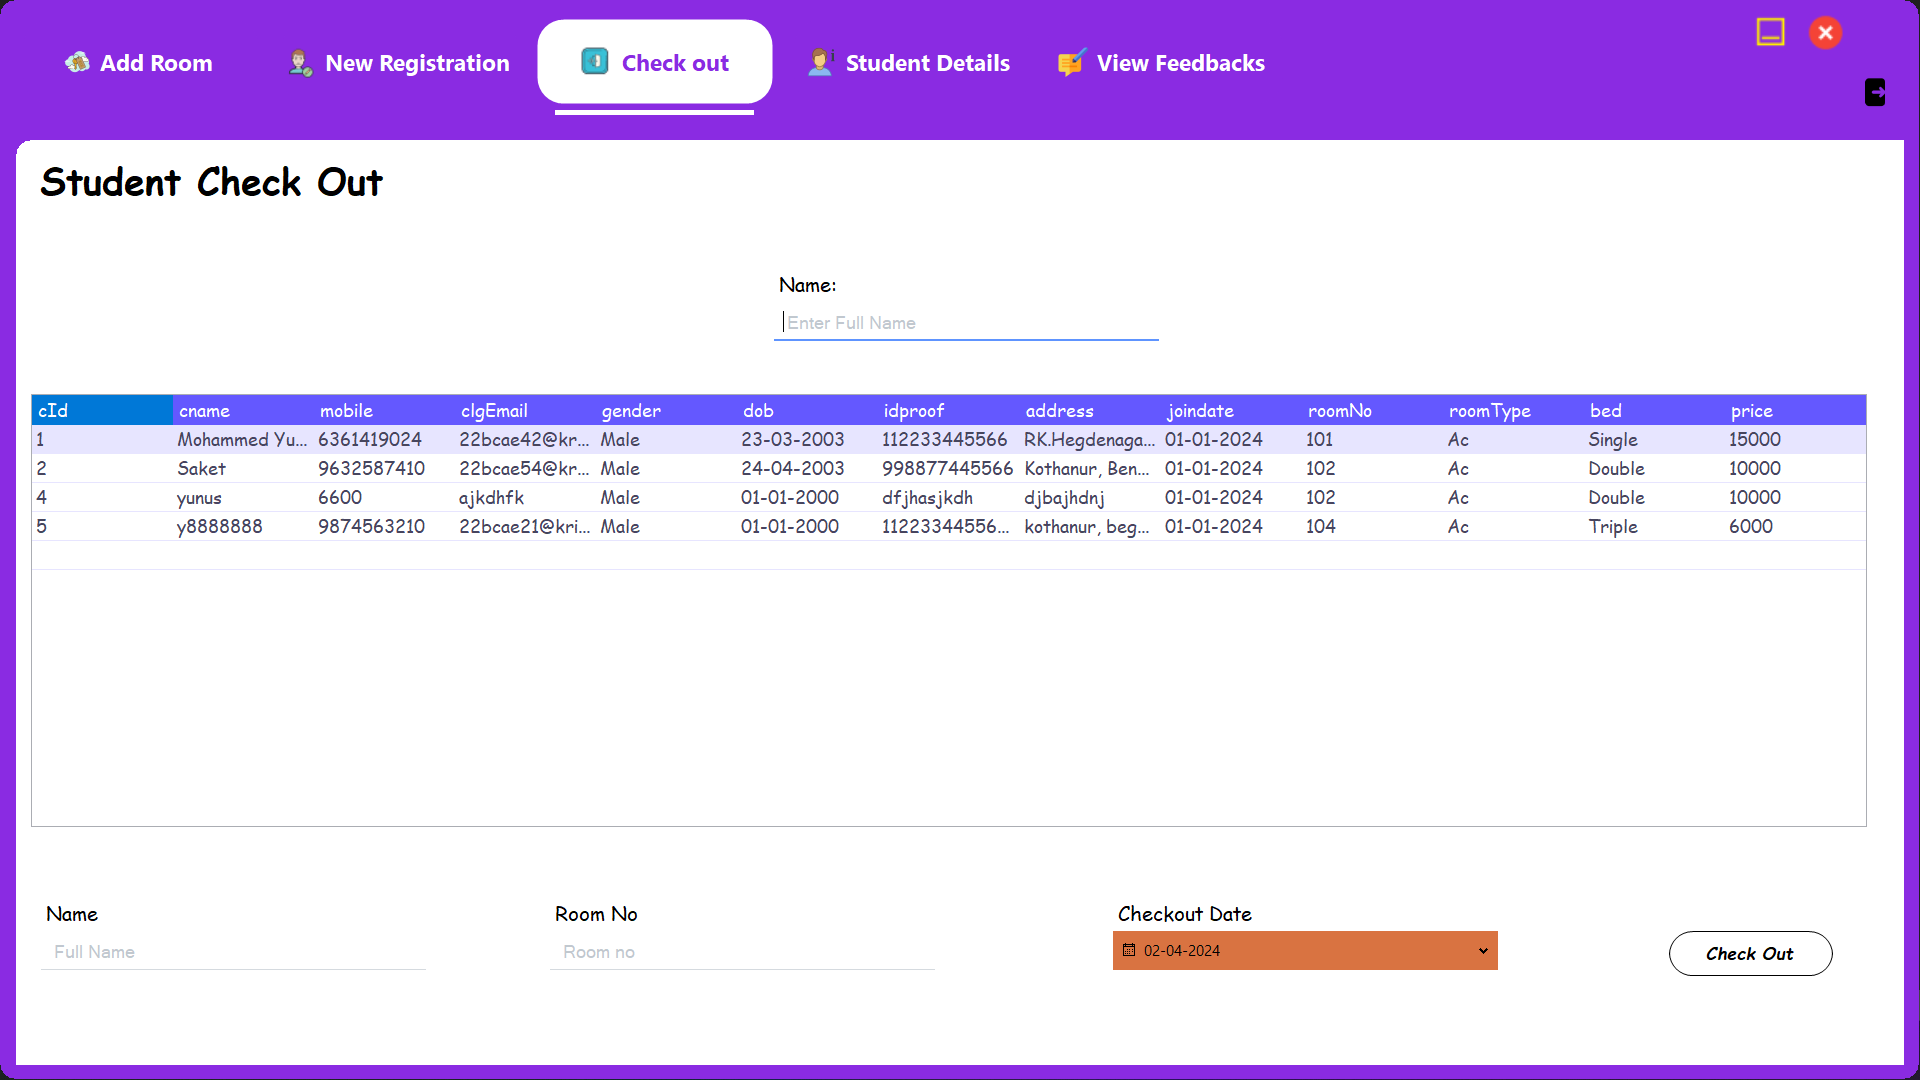 Add Room New Registration Check out Student Details View Feedbacks
Student Check Out
Name:
Enter Full Name
cId cname mobile clgEmail gender dob idproof address joindate roomNo roomType bed price
1 Mohammed Yu... 6361419024 22bcae42@kr... Male 23-03-2003 112233445566 RK.Hegdenaga... 01-01-2024 101 Ac Single 15000
2 Saket 9632587410 22bcae54@kr... Male 24-04-2003 998877445566 Kothanur, Ben... 01-01-2024 102 Ac Double 10000
4 yunus 6600 ajkdhfk Male 01-01-2000 dfjhasjkdh djbajhdnj 01-01-2024 102 Ac Double 10000
5 y8888888 9874563210 22bcae21@kri... Male 01-01-2000 11223344556... kothanur, beg... 01-01-2024 104 Ac Triple 6000
Name Room No Checkout Date
Full Name Room no 02-04-2024 Check Out